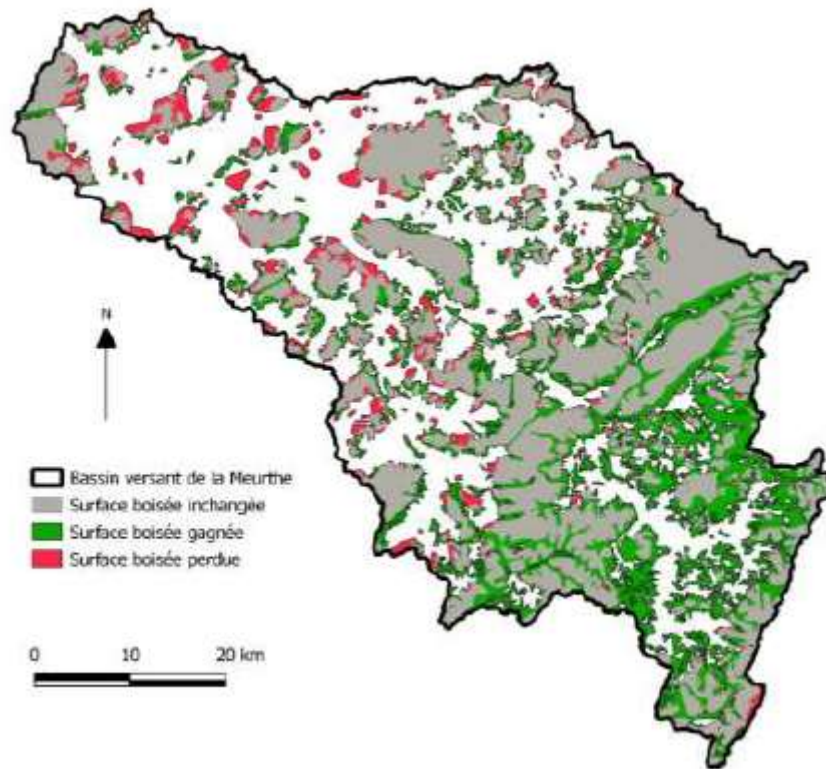 N
Bassin versant de la Meurthe
Surface boisée inchangée
Surface boisée gagnée
Surface boisée perdue
0 10 20 km